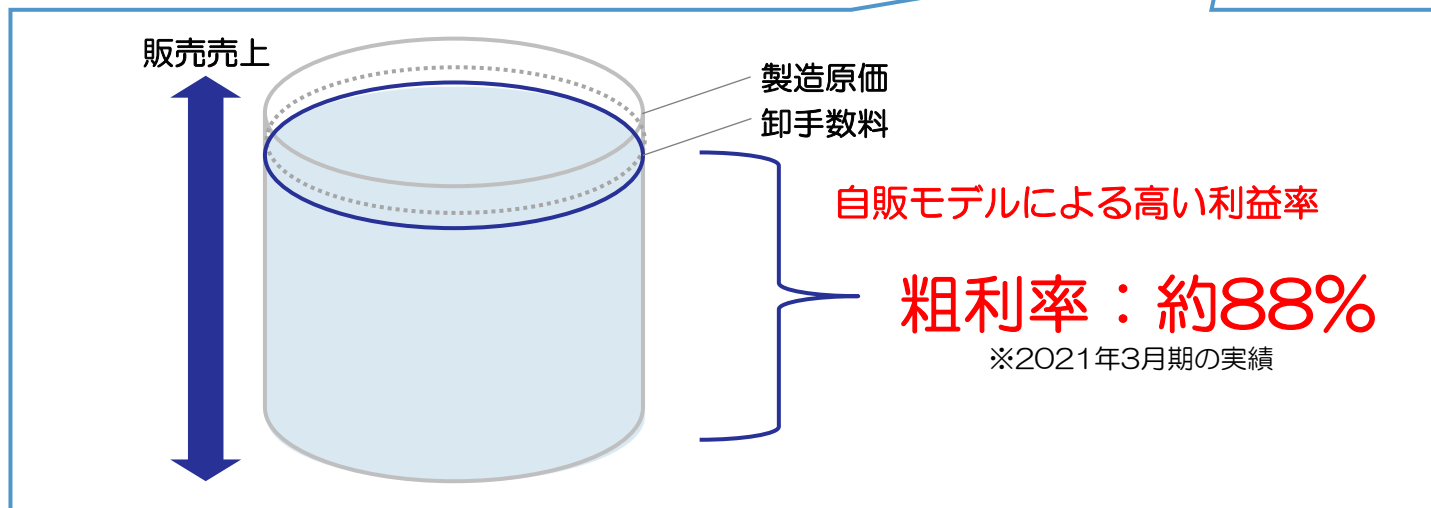 販売売上
製造原価
卸手数料
自販モデルによる高い利益率
粗利率：約88%
※2021年3月期の実績